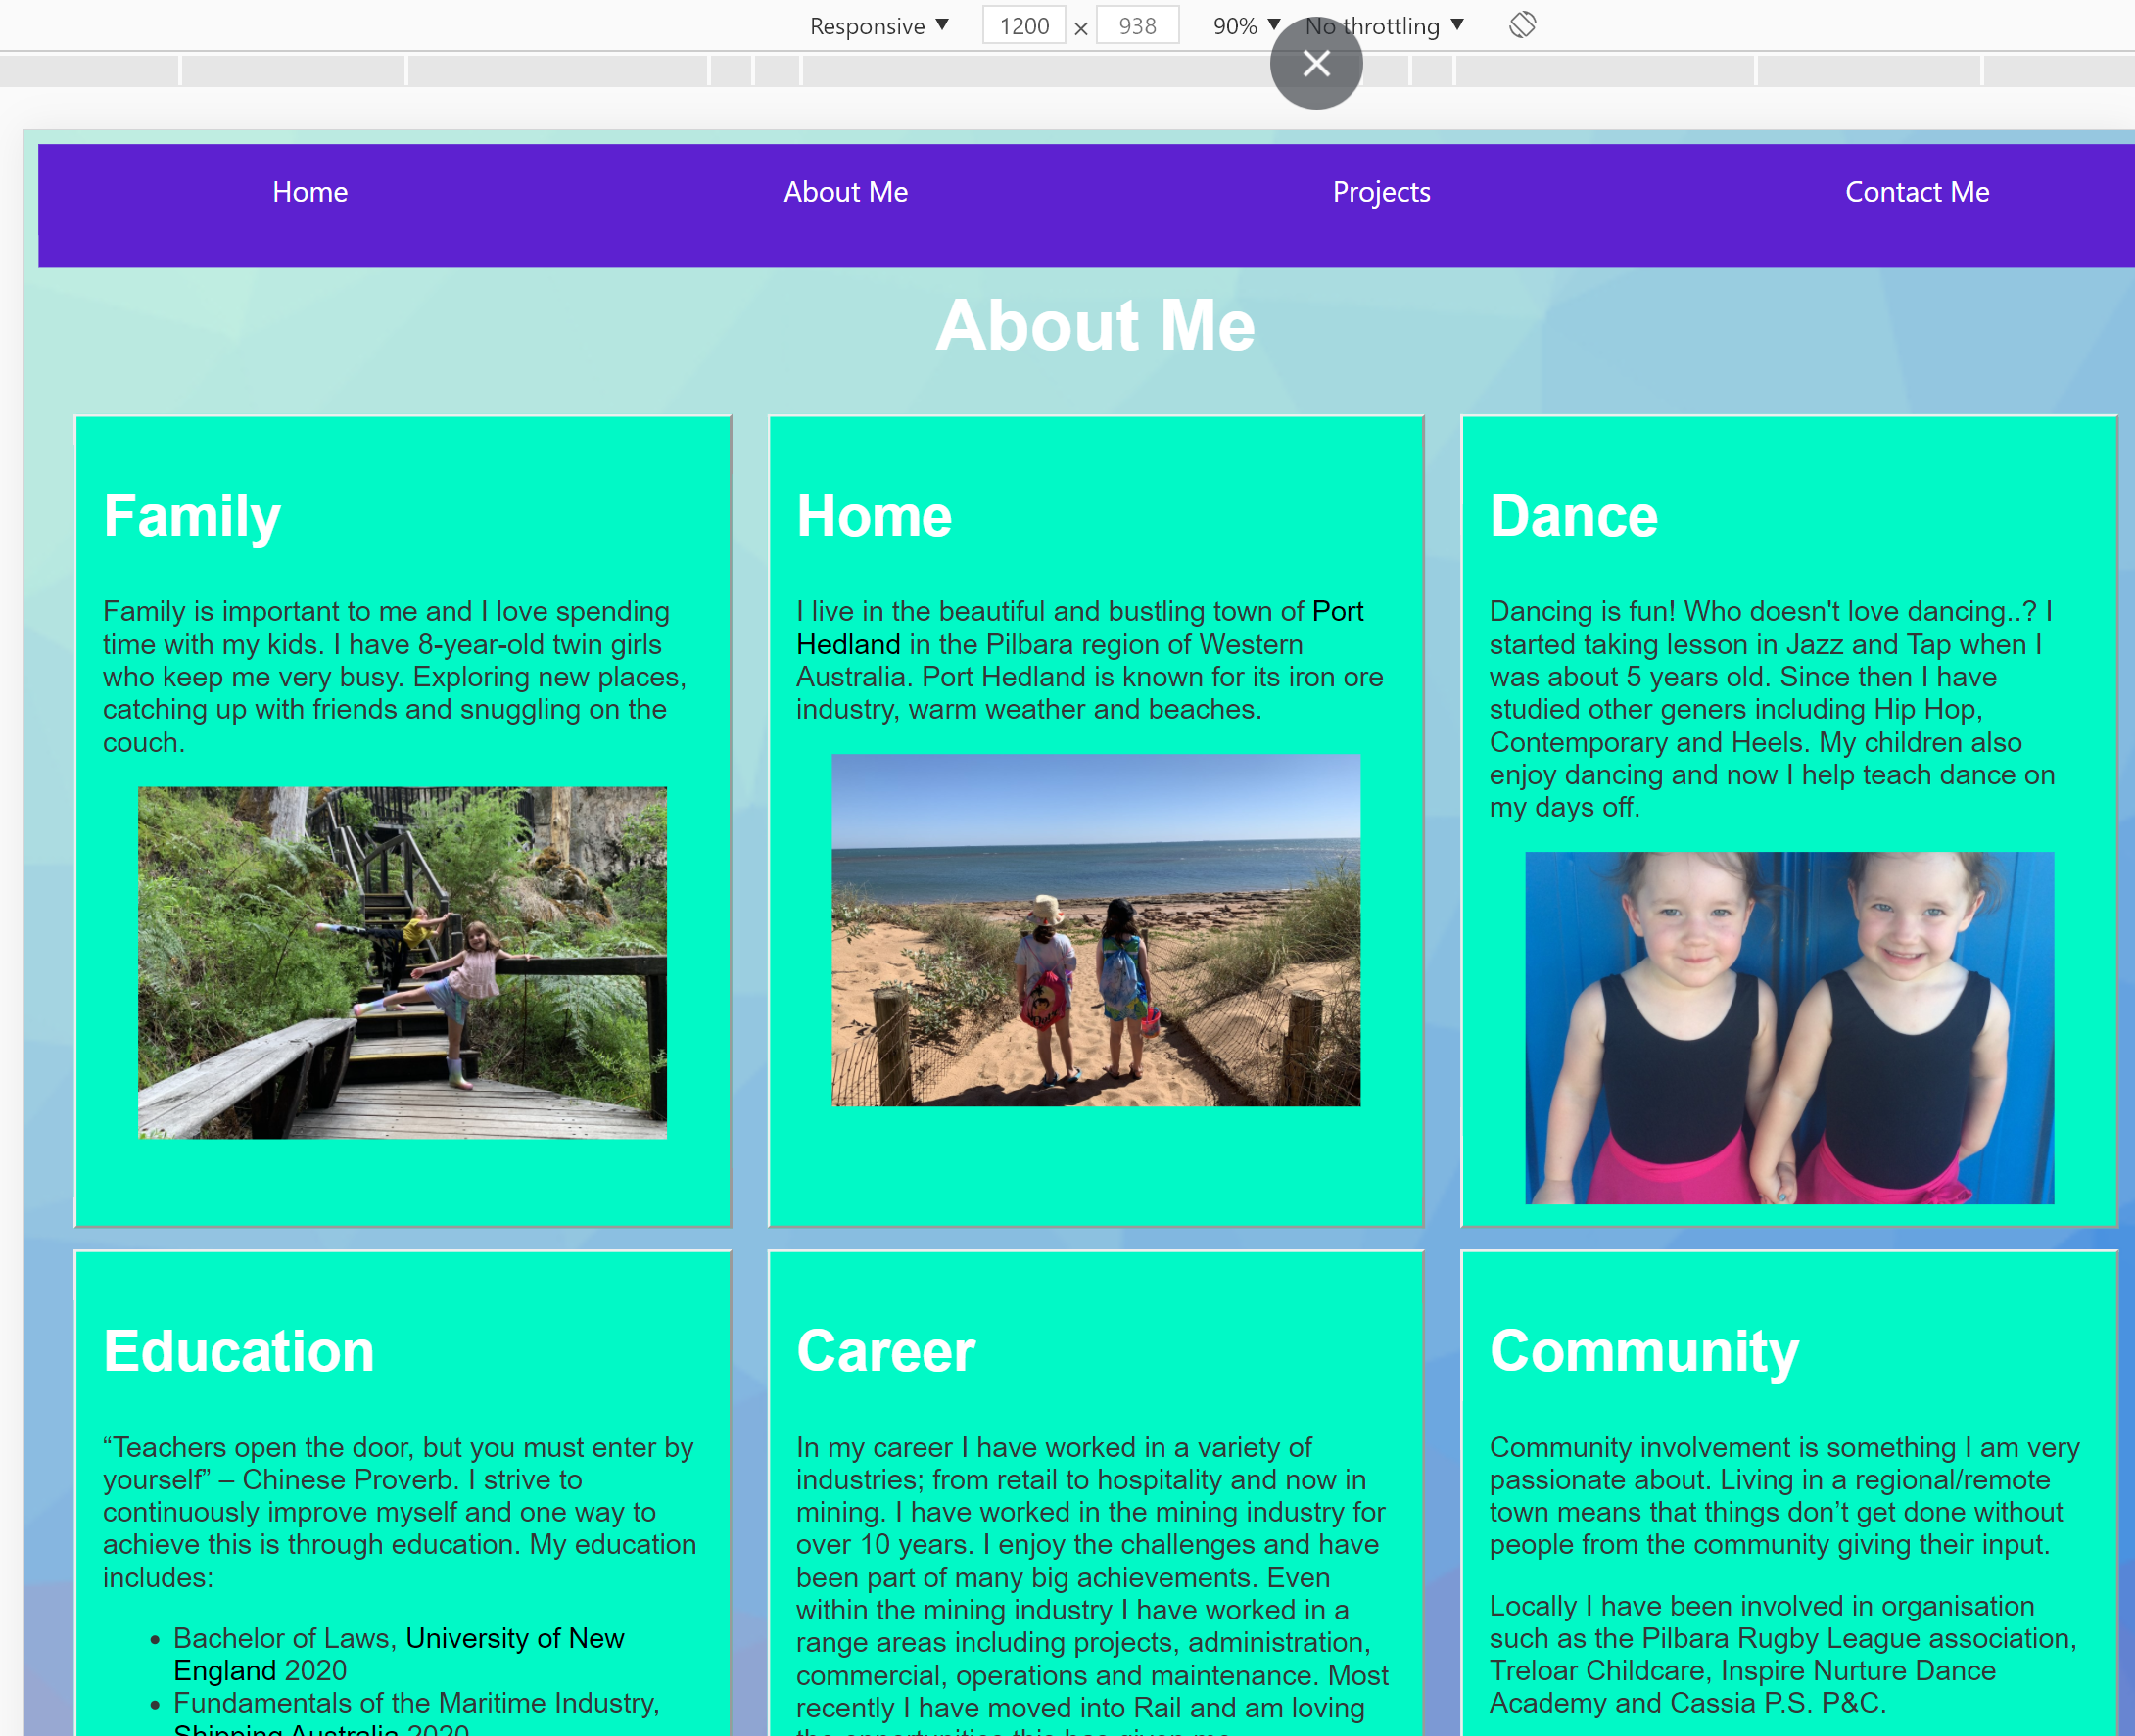 Responsive 1200 × 938 90% No throttling
Home About Me Projects Contact Me
About Me
Family
Family is important to me and I love spending
time with my kids. I have 8-year-old twin girls
who keep me very busy. Exploring new places,
catching up with friends and snuggling on the
couch.
Home
I live in the beautiful and bustling town of Port
Hedland in the Pilbara region of Western
Australia. Port Hedland is known for its iron ore
industry, warm weather and beaches.
Dance
Dancing is fun! Who doesn't love dancing..? I
started taking lesson in Jazz and Tap when I
was about 5 years old. Since then I have
studied other geners including Hip Hop,
Contemporary and Heels. My children also
enjoy dancing and now I help teach dance on
my days off.
Education
“Teachers open the door, but you must enter by
yourself” – Chinese Proverb. I strive to
continuously improve myself and one way to
achieve this is through education. My education
includes:
• Bachelor of Laws, University of New
England 2020
• Fundamentals of the Maritime Industry,
Shipping Australia 2020
Career
In my career I have worked in a variety of
industries; from retail to hospitality and now in
mining. I have worked in the mining industry for
over 10 years. I enjoy the challenges and have
been part of many big achievements. Even
within the mining industry I have worked in a
range areas including projects, administration,
commercial, operations and maintenance. Most
recently I have moved into Rail and am loving
the opportunities this has given me.
Community
Community involvement is something I am very
passionate about. Living in a regional/remote
town means that things don’t get done without
people from the community giving their input.
Locally I have been involved in organisation
such as the Pilbara Rugby League association,
Treloar Childcare, Inspire Nurture Dance
Academy and Cassia P.S. P&C.